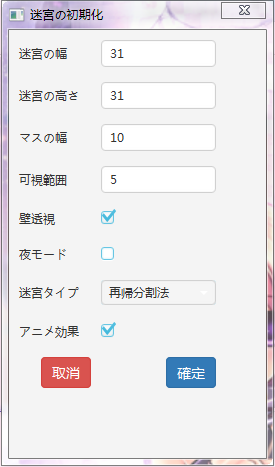 迷宮の初期化
迷宮の幅 31
迷宮の高さ 31
マスの幅 10
可視範囲 5
壁透視
夜モード
迷宮タイプ 再帰分割法
アニメ効果
取消 確定